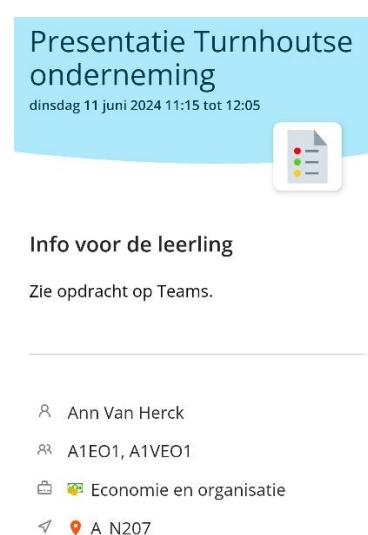 Presentatie Turnhoutse
onderneming
dinsdag 11 juni 2024 11:15 tot 12:05
Info voor de leerling
Zie opdracht op Teams.
Ann Van Herck
A1EO1, A1VEO1
Economie en organisatie
A N207